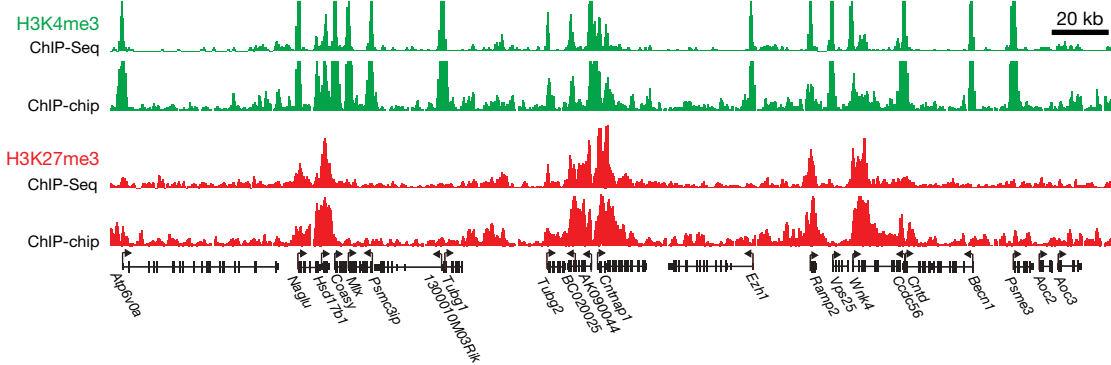 H3K4me3
20 kb
ChIP-Seq
ChIP-chip
H3K27me3
ChIP-Seq
ChIP-chip
Atp6v0a
Naglu
Hsd17b1
Coasy
Mlx
Psmc3ip
1300010M03Rik
Tubg1
Tubg2
BC020025
AK090044
Cntnap1
Ezh1
Ramp2
Vps25
Wnk4
Ccdc56
Cntd
Becn1
Psme3
Aoc2
Aoc3